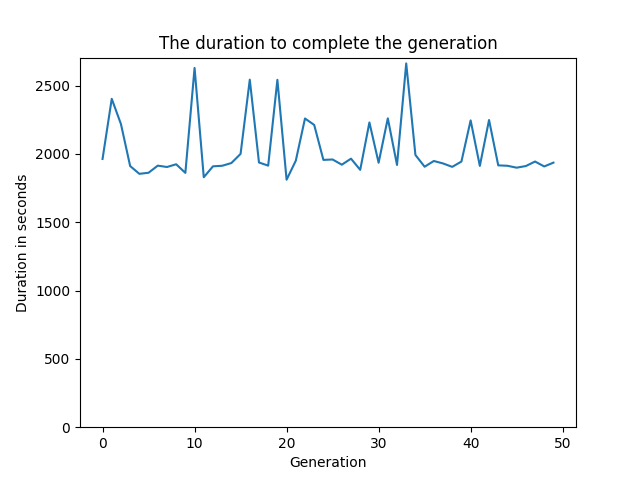 The duration to complete the generation
2500
2000
1500
1000
500
0
Duration in seconds
0 10 20 30 40 50
Generation